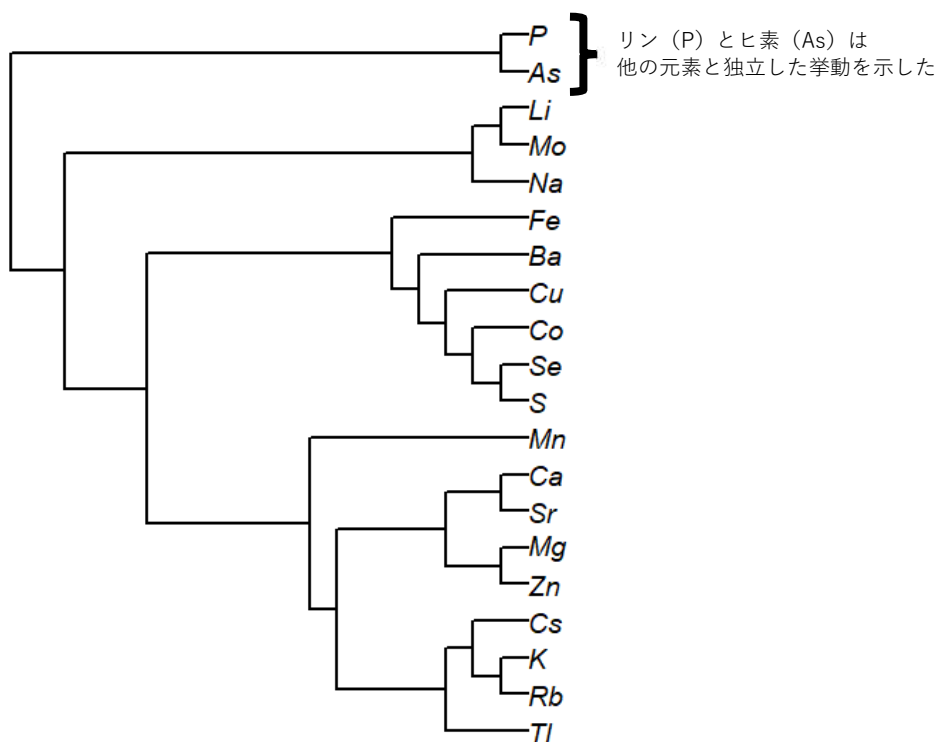 P
リン（P）とヒ素（As）は
As
他の元素と独立した挙動を示した
Li
Mo
Na
Fe
Ba
Cu
Co
Se
S
Mn
Ca
Sr
Mg
Zn
Cs
K
Rb
Tl